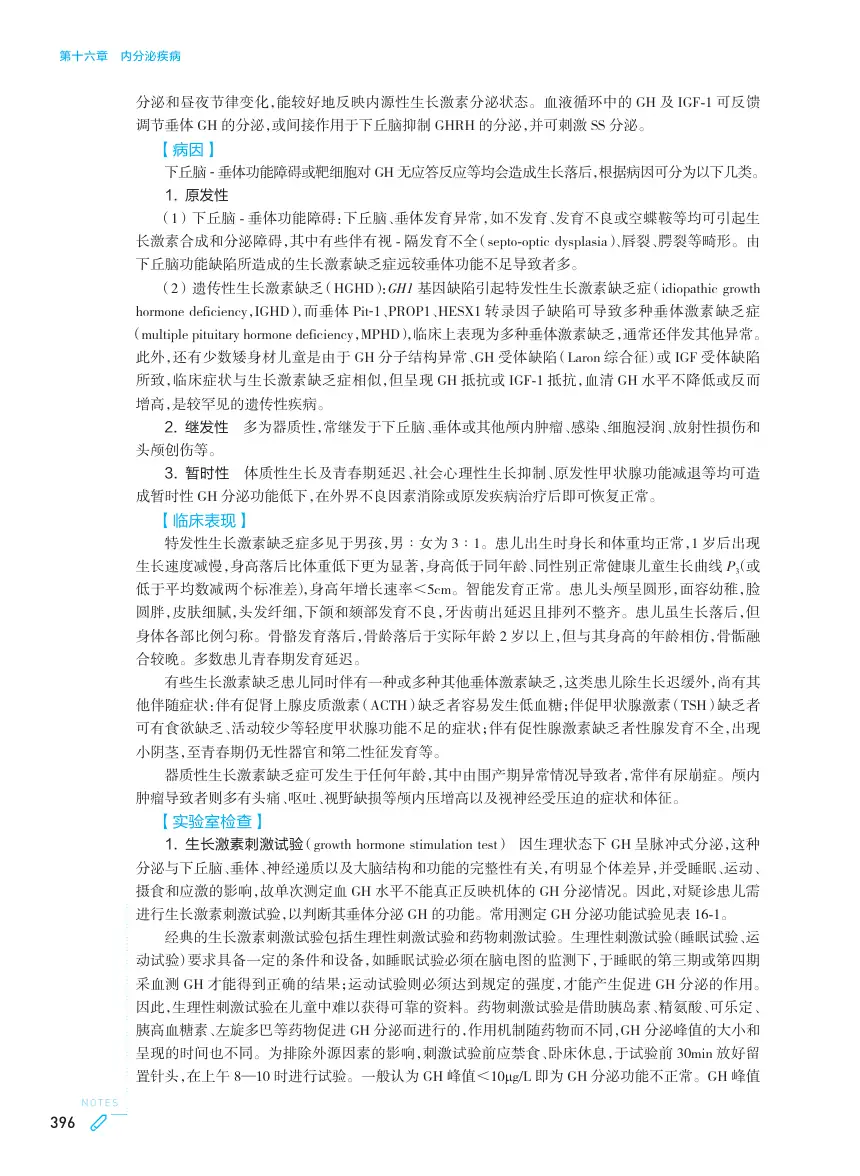 第十六章 内分泌疾病
分泌和昼夜节律变化,能较好地反映内源性生长激素分泌状态。血液循环中的 GH 及 IGF-1 可反馈
调节垂体 GH 的分泌,或间接作用于下丘脑抑制 GHRH 的分泌,并可刺激 SS 分泌。
【病因】
下丘脑 - 垂体功能障碍或靶细胞对 GH 无应答反应等均会造成生长落后,根据病因可分为以下几类。
1. 原发性
(1)下丘脑 - 垂体功能障碍:下丘脑、垂体发育异常,如不发育、发育不良或空蝶鞍等均可引起生
长激素合成和分泌障碍,其中有些伴有视 - 隔发育不全(septo-optic dysplasia)、唇裂、腭裂等畸形。由
下丘脑功能缺陷所造成的生长激素缺乏症远较垂体功能不足导致者多。
(2)遗传性生长激素缺乏(HGHD):GH1 基因缺陷引起特发性生长激素缺乏症(idiopathic growth
hormone deficiency,IGHD),而垂体 Pit-1、PROP1、HESX1 转录因子缺陷可导致多种垂体激素缺乏症
(multiple pituitary hormone deficiency,MPHD),临床上表现为多种垂体激素缺乏,通常还伴发其他异常。
此外,还有少数矮身材儿童是由于 GH 分子结构异常、GH 受体缺陷(Laron 综合征)或 IGF 受体缺陷
所致,临床症状与生长激素缺乏症相似,但呈现 GH 抵抗或 IGF-1 抵抗,血清 GH 水平不降低或反而
增高,是较罕见的遗传性疾病。
2. 继发性 多为器质性,常继发于下丘脑、垂体或其他颅内肿瘤、感染、细胞浸润、放射性损伤和
头颅创伤等。
3. 暂时性 体质性生长及青春期延迟、社会心理性生长抑制、原发性甲状腺功能减退等均可造
成暂时性 GH 分泌功能低下,在外界不良因素消除或原发疾病治疗后即可恢复正常。
【临床表现】
特发性生长激素缺乏症多见于男孩,男∶女为 3∶1。患儿出生时身长和体重均正常,1 岁后出现
生长速度减慢,身高落后比体重低下更为显著,身高低于同年龄、同性别正常健康儿童生长曲线 P3(或
低于平均数减两个标准差),身高年增长速率<5cm。智能发育正常。患儿头颅呈圆形,面容幼稚,脸
圆胖,皮肤细腻,头发纤细,下颌和颏部发育不良,牙齿萌出延迟且排列不整齐。患儿虽生长落后,但
身体各部比例匀称。骨骼发育落后,骨龄落后于实际年龄 2 岁以上,但与其身高的年龄相仿,骨骺融
合较晚。多数患儿青春期发育延迟。
有些生长激素缺乏患儿同时伴有一种或多种其他垂体激素缺乏,这类患儿除生长迟缓外,尚有其
他伴随症状:伴有促肾上腺皮质激素(ACTH)缺乏者容易发生低血糖;伴促甲状腺激素(TSH)缺乏者
可有食欲缺乏、活动较少等轻度甲状腺功能不足的症状;伴有促性腺激素缺乏者性腺发育不全,出现
小阴茎,至青春期仍无性器官和第二性征发育等。
器质性生长激素缺乏症可发生于任何年龄,其中由围产期异常情况导致者,常伴有尿崩症。颅内
肿瘤导致者则多有头痛、呕吐、视野缺损等颅内压增高以及视神经受压迫的症状和体征。
【实验室检查】
1. 生长激素刺激试验(growth hormone stimulation test) 因生理状态下 GH 呈脉冲式分泌,这种
分泌与下丘脑、垂体、神经递质以及大脑结构和功能的完整性有关,有明显个体差异,并受睡眠、运动、
摄食和应激的影响,故单次测定血 GH 水平不能真正反映机体的 GH 分泌情况。因此,对疑诊患儿需
进行生长激素刺激试验,以判断其垂体分泌 GH 的功能。常用测定 GH 分泌功能试验见表 16-1。
经典的生长激素刺激试验包括生理性刺激试验和药物刺激试验。生理性刺激试验(睡眠试验、运
动试验)要求具备一定的条件和设备,如睡眠试验必须在脑电图的监测下,于睡眠的第三期或第四期
采血测 GH 才能得到正确的结果;运动试验则必须达到规定的强度,才能产生促进 GH 分泌的作用。
因此,生理性刺激试验在儿童中难以获得可靠的资料。药物刺激试验是借助胰岛素、精氨酸、可乐定、
胰高血糖素、左旋多巴等药物促进 GH 分泌而进行的,作用机制随药物而不同,GH 分泌峰值的大小和
呈现的时间也不同。为排除外源因素的影响,刺激试验前应禁食、卧床休息,于试验前 30min 放好留
置针头,在上午 8—10 时进行试验。一般认为 GH 峰值<10μg/L 即为 GH 分泌功能不正常。GH 峰值
NOTES
396